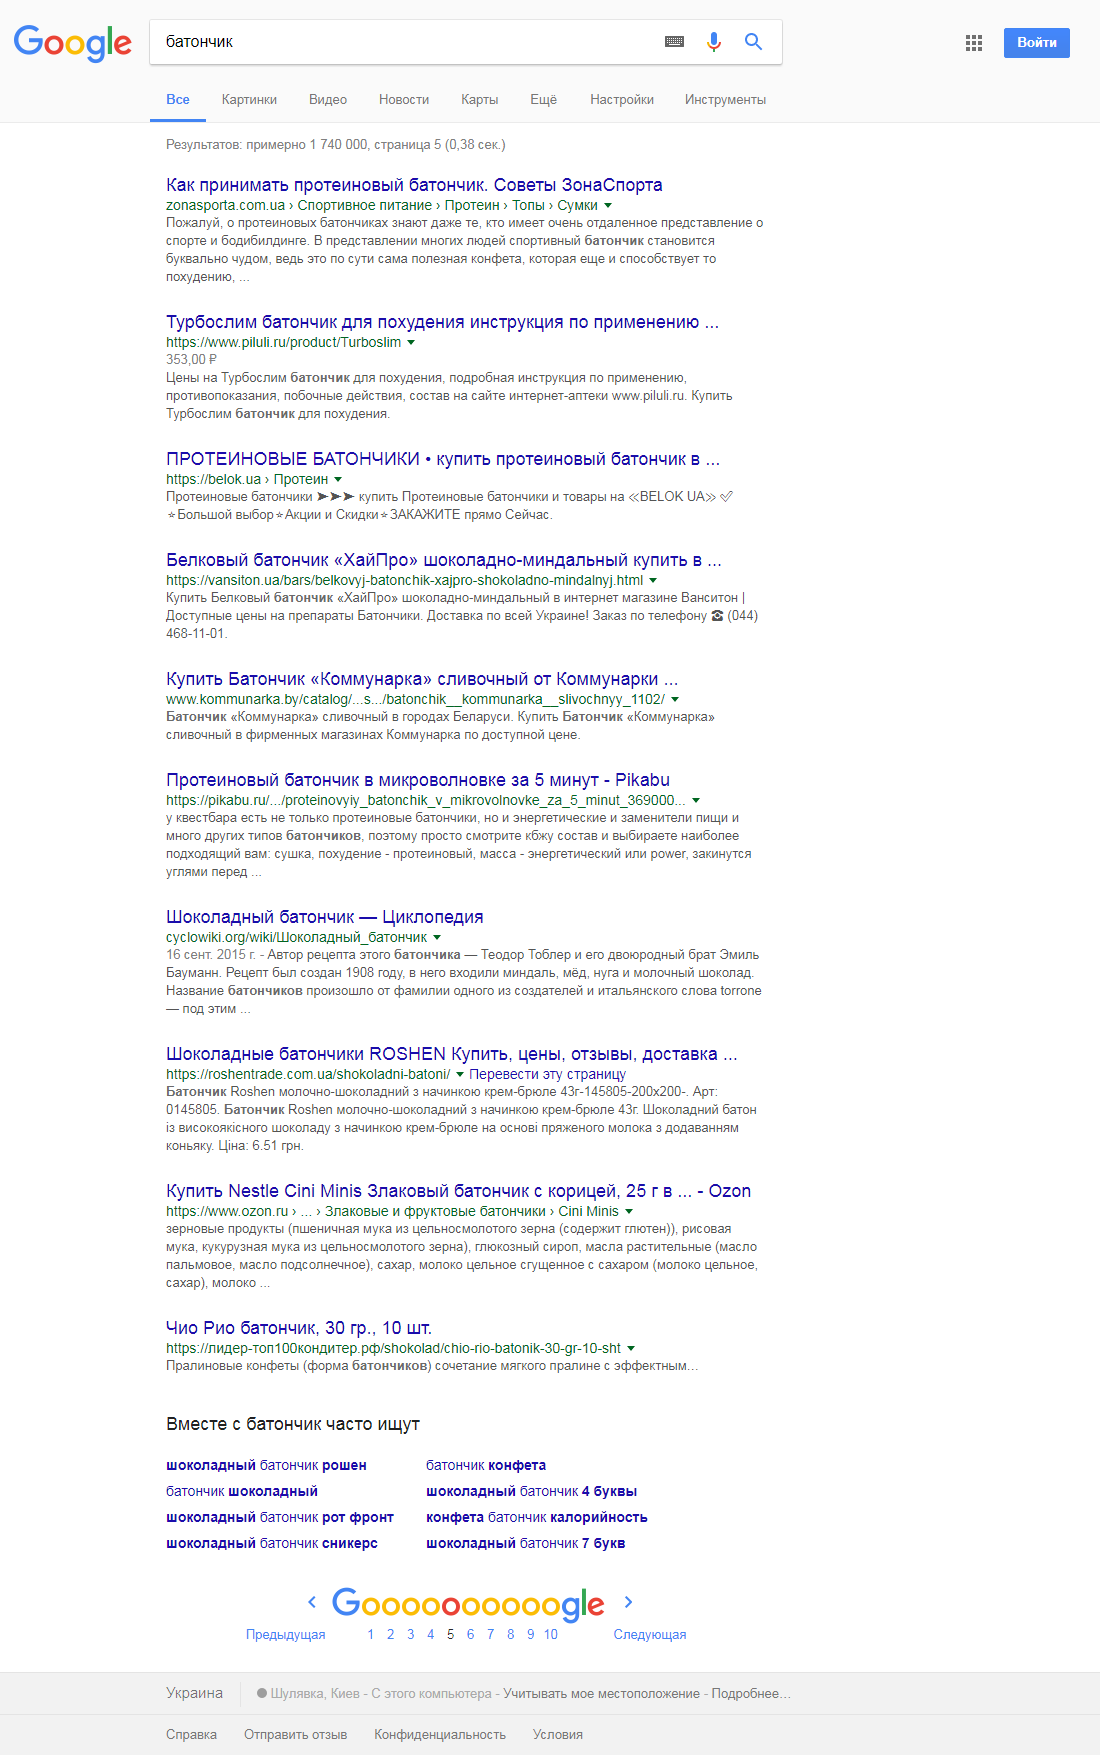 Google
батончик
Войти
Все Картинки Видео Новости Карты Ещё Настройки Инструменты
Результатов: примерно 1 740 000, страница 5 (0,38 сек.)
Как принимать протеиновый батончик. Советы ЗонаСпорта
zonasporta.com.ua › Спортивное питание › Протеин › Топы › Сумки
Пожалуй, о протеиновых батончиках знают даже те, кто имеет очень отдаленное представление о
спорте и бодибилдинге. В представлении многих людей спортивный батончик становится
буквально чудом, ведь это по сути сама полезная конфета, которая еще и способствует то
похудению, ...
Турбослим батончик для похудения инструкция по применению ...
https://www.piluli.ru/product/Turboslim
353,00 ₽
Цены на Турбослим батончик для похудения, подробная инструкция по применению,
противопоказания, побочные действия, состав на сайте интернет-аптеки www.piluli.ru. Купить
Турбослим батончик для похудения.
ПРОТЕИНОВЫЕ БАТОНЧИКИ • купить протеиновый батончик в ...
https://belok.ua › Протеин
Протеиновые батончики ➤➤➤ купить Протеиновые батончики и товары на ≪BELOK UA≫ ✅
⭐Большой выбор⭐Акции и Скидки⭐ЗАКАЖИТЕ прямо Сейчас.
Белковый батончик «ХайПро» шоколадно-миндальный купить в ...
https://vansiton.ua/bars/belkovyj-batonchik-xajpro-shokoladno-mindalnyj.html
Купить Белковый батончик «ХайПро» шоколадно-миндальный в интернет магазине Ванситон |
Доступные цены на препараты Батончики. Доставка по всей Украине! Заказ по телефону ☎ (044)
468-11-01.
Купить Батончик «Коммунарка» сливочный от Коммунарки ...
www.kommunarka.by/catalog/...s.../batonchik__kommunarka__slivochnyy_1102/
Батончик «Коммунарка» сливочный в городах Беларуси. Купить Батончик «Коммунарка»
сливочный в фирменных магазинах Коммунарка по доступной цене.
Протеиновый батончик в микроволновке за 5 минут - Pikabu
https://pikabu.ru/.../proteinovyiy_batonchik_v_mikrovolnovke_za_5_minut_369000...
у квестбара есть не только протеиновые батончики, но и энергетические и заменители пищи и
много других типов батончиков, поэтому просто смотрите кбжу состав и выбираете наиболее
подходящий вам: сушка, похудение - протеиновый, масса - энергетический или power, закинутся
углями перед ...
Шоколадный батончик — Циклопедия
cyclowiki.org/wiki/Шоколадный_батончик
16 сент. 2015 г. - Автор рецепта этого батончика — Теодор Тоблер и его двоюродный брат Эмиль
Бауманн. Рецепт был создан 1908 году, в него входили миндаль, мёд, нуга и молочный шоколад.
Название батончиков произошло от фамилии одного из создателей и итальянского слова torrone
— под этим ...
Шоколадные батончики ROSHEN Купить, цены, отзывы, доставка ...
https://roshentrade.com.ua/shokoladni-batoni/ Перевести эту страницу
Батончик Roshen молочно-шоколадний з начинкою крем-брюле 43г-145805-200x200-. Арт:
0145805. Батончик Roshen молочно-шоколадний з начинкою крем-брюле 43г. Шоколадний батон
із високоякісного шоколаду з начинкою крем-брюле на основі пряженого молока з додаванням
коньяку. Ціна: 6.51 грн.
Купить Nestle Cini Minis Злаковый батончик с корицей, 25 г в ... - Ozon
https://www.ozon.ru › ... › Злаковые и фруктовые батончики › Cini Minis
зерновые продукты (пшеничная мука из цельносмолотого зерна (содержит глютен)), рисовая
мука, кукурузная мука из цельносмолотого зерна), глюкозный сироп, масла растительные (масло
пальмовое, масло подсолнечное), сахар, молоко цельное сгущенное с сахаром (молоко цельное,
сахар), молоко ...
Чио Рио батончик, 30 гр., 10 шт.
https://лидер-топ100кондитер.рф/shokolad/chio-rio-batonik-30-gr-10-sht
Пралиновые конфеты (форма батончиков) сочетание мягкого пралине с эффектным...
Вместе с батончик часто ищут
шоколадный батончик рошен батончик конфета
батончик шоколадный шоколадный батончик 4 буквы
шоколадный батончик рот фронт конфета батончик калорийность
шоколадный батончик сникерс шоколадный батончик 7 букв
Goooooooooogle
Предыдущая 1 2 3 4 5 6 7 8 9 10 Следующая
Украина Шулявка, Киев - С этого компьютера - Учитывать мое местоположение - Подробнее...
Справка Отправить отзыв Конфиденциальность Условия